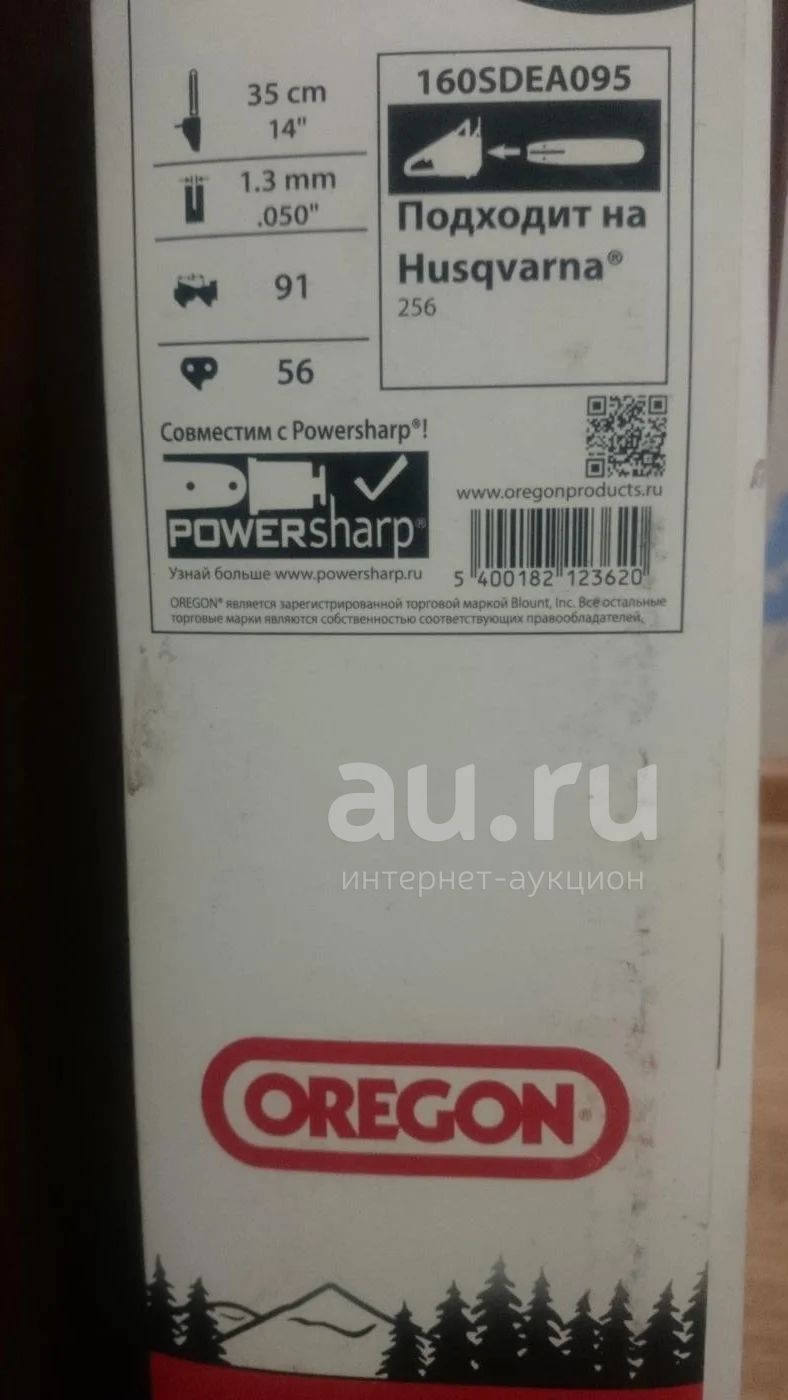 35 cm
14"
1.3 mm
.050"
91
56
160SDEA095
Подходит на
Husqvarna®
256
Совместим с Powersharp®!
POWERsharp®
Узнай больше www.powersharp.ru
www.oregonproducts.ru
5 400182 123620
OREGON® является зарегистрированной торговой маркой Blount, Inc. Все остальные
торговые марки являются собственностью соответствующих правообладателей.
au.ru
интернет-аукцион
OREGON®